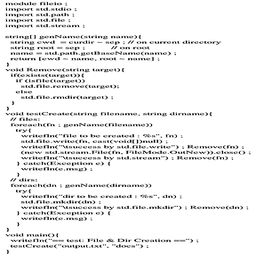 module fileio ;
import std.stdio ;
import std.path ;
import std.file ;
import std.stream ;
string[] genName(string name){
string cwd = curdir ~ sep ; // on current directory
string root = sep ; // on root
name = std.path.getBaseName(name) ;
return [cwd ~ name, root ~ name] ;
}
void Remove(string target){
if(exists(target)){
if (isfile(target))
std.file.remove(target);
else
std.file.rmdir(target) ;
}
}
void testCreate(string filename, string dirname){
// files:
foreach(fn ; genName(filename))
try{
writefln("file to be created : %s", fn) ;
std.file.write(fn, cast(void[])null) ;
writefln("\tsuccess by std.file.write") ; Remove(fn) ;
(new std.stream.File(fn, FileMode.OutNew)).close() ;
writefln("\tsuccess by std.stream") ; Remove(fn) ;
} catch(Exception e) {
writefln(e.msg) ;
}
// dirs:
foreach(dn ; genName(dirname))
try{
writefln("dir to be created : %s", dn) ;
std.file.mkdir(dn) ;
writefln("\tsuccess by std.file.mkdir") ; Remove(dn) ;
} catch(Exception e) {
writefln(e.msg) ;
}
}
void main(){
writefln("== test: File & Dir Creation ==") ;
testCreate("output.txt", "docs") ;
}